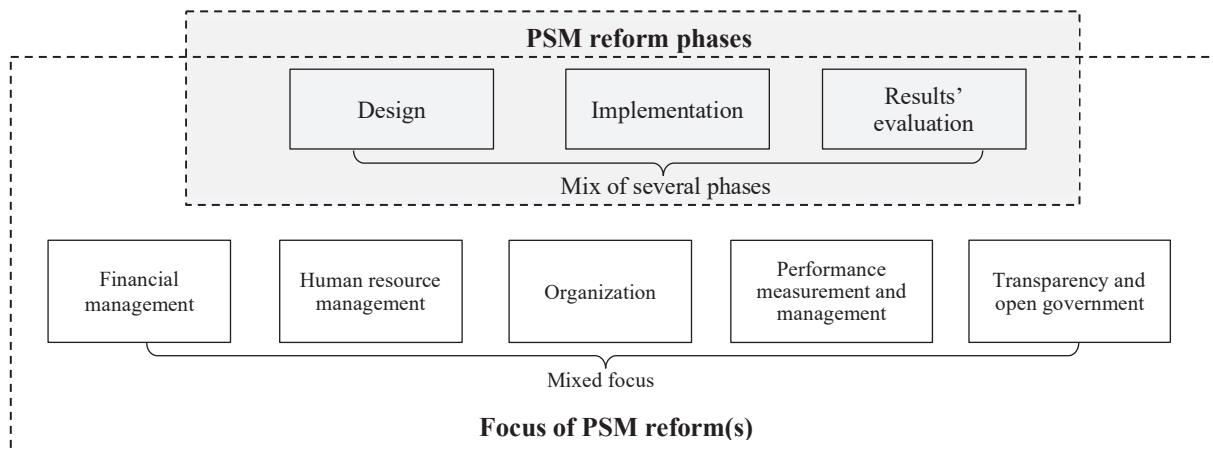 PSM reform phases
Design
Implementation
Results’
evaluation
Mix of several phases
Financial
management
Human resource
management
Organization
Performance
measurement and
management
Transparency and
open government
Mixed focus
Focus of PSM reform(s)